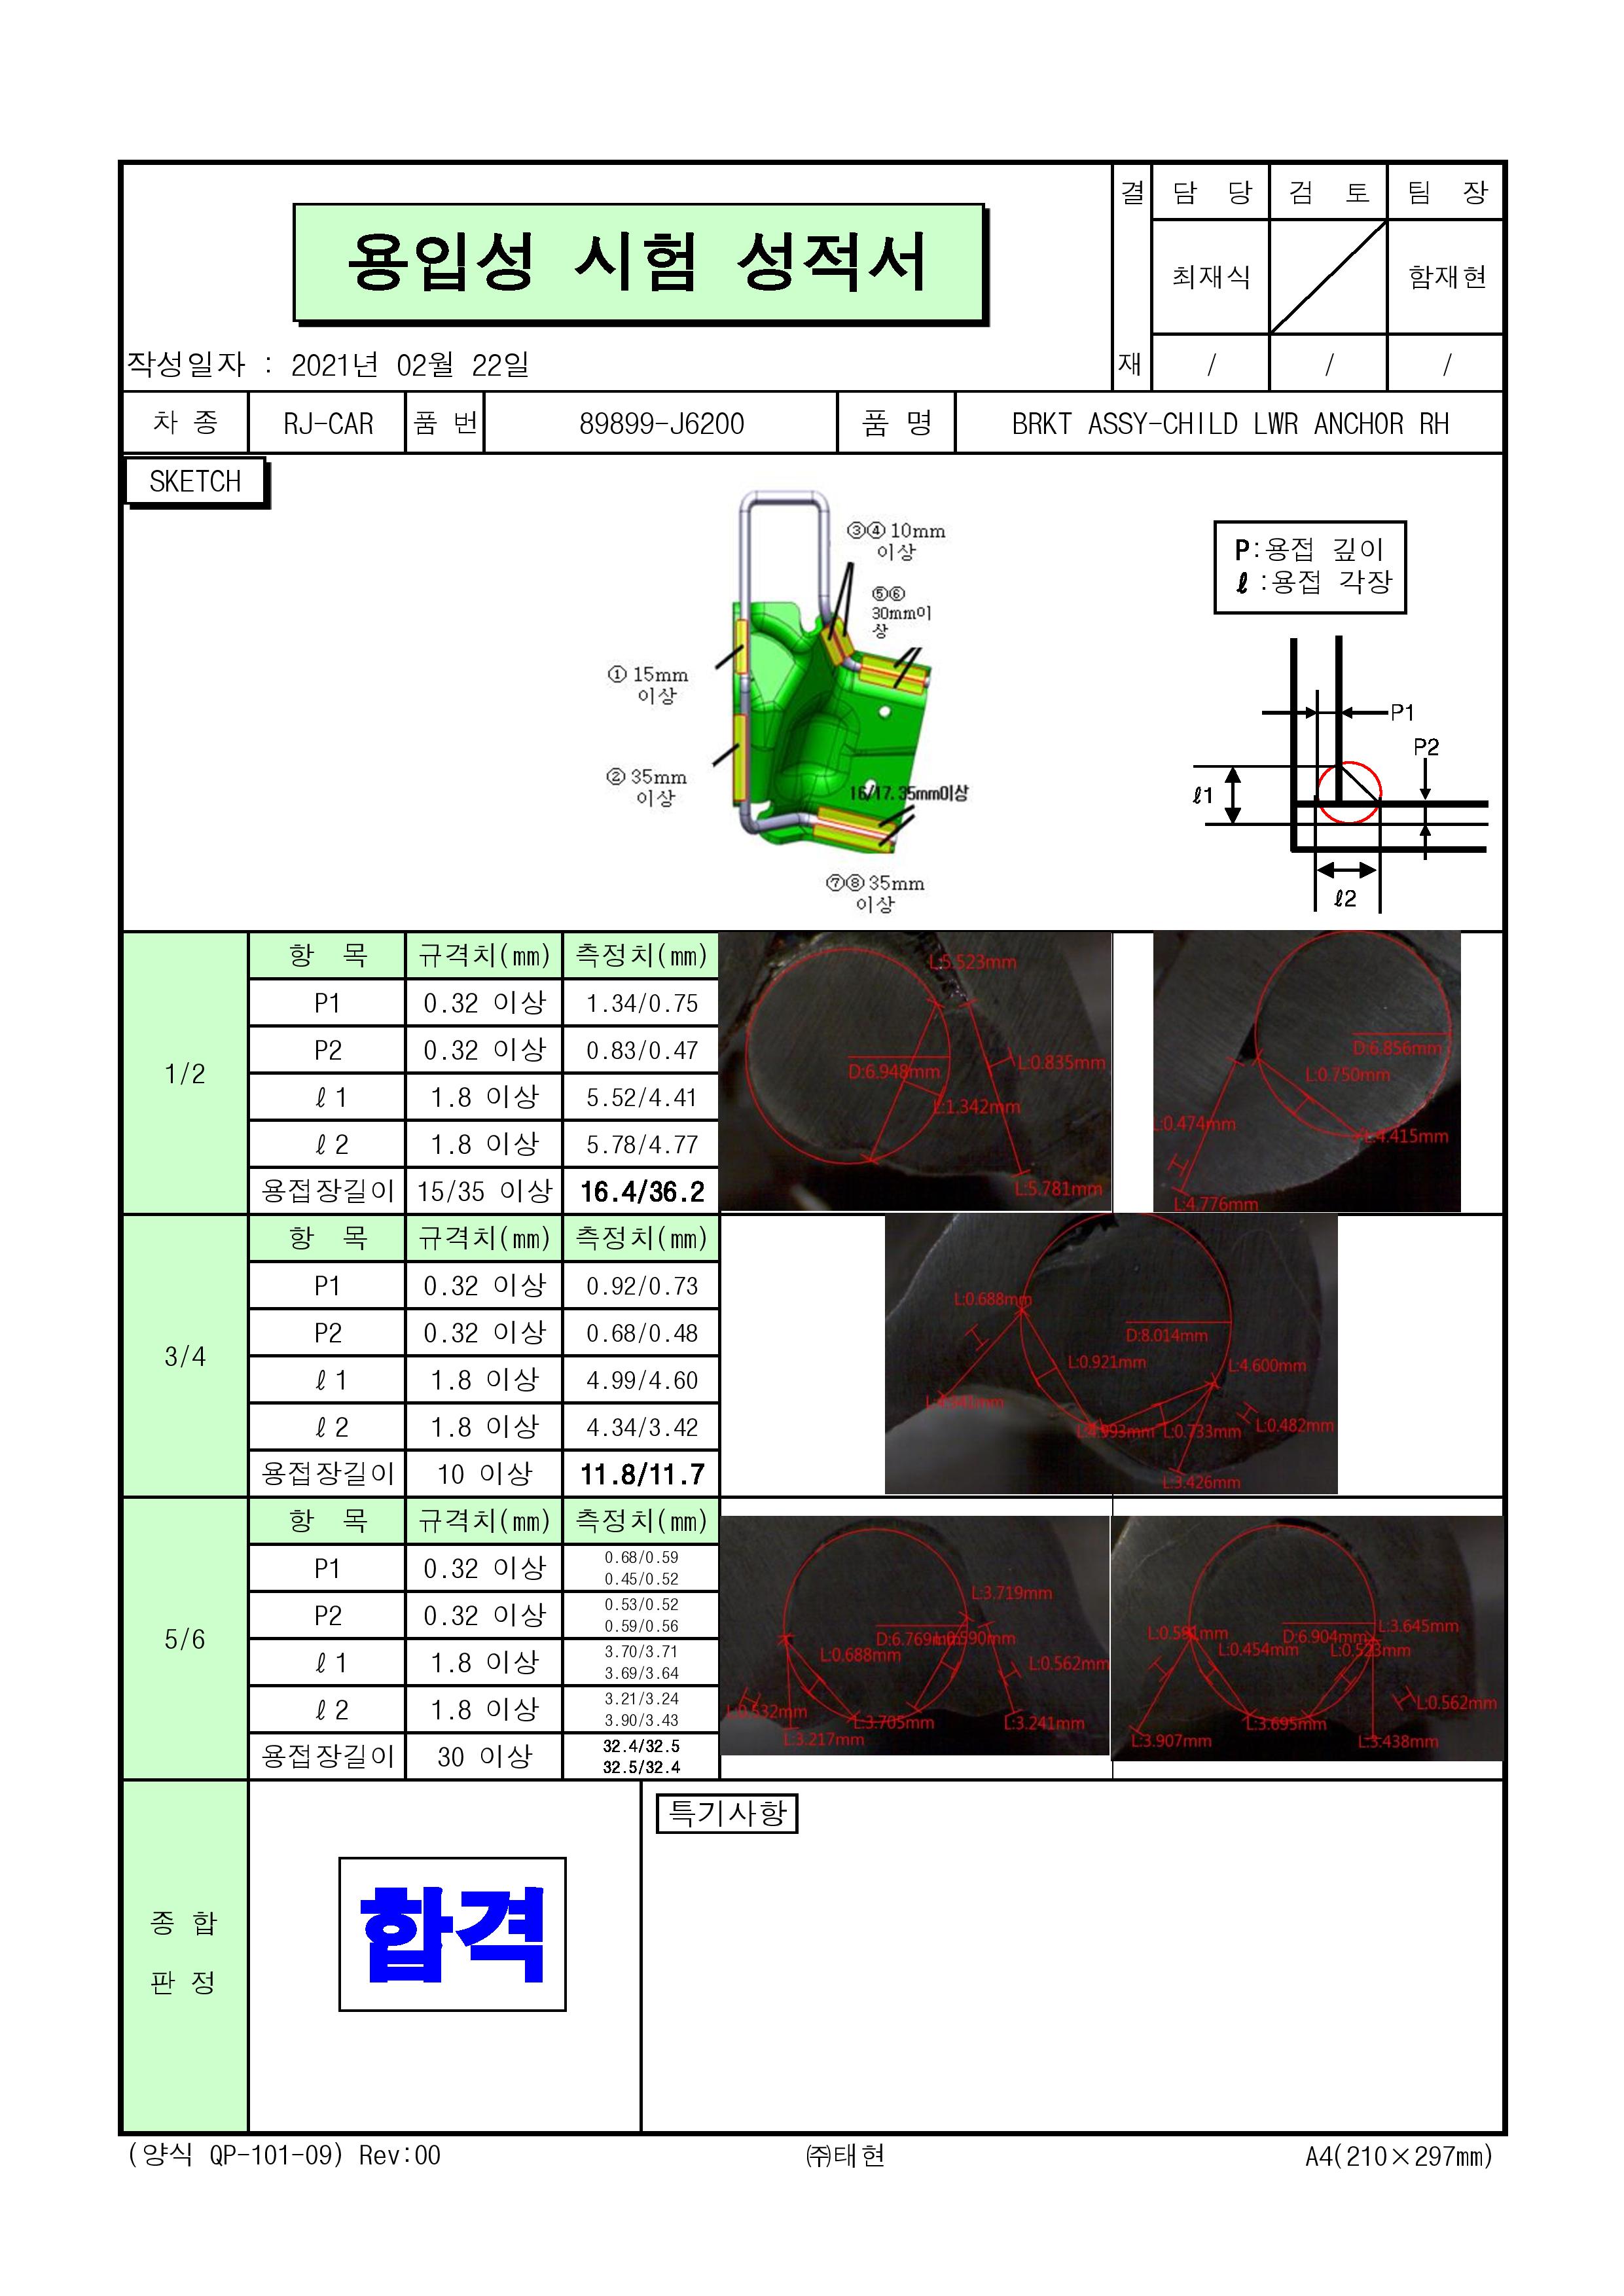 용입성 시험 성적서
작성일자 : 2021년 02월 22일
결 재
담 당 검 토 팀 장
최재식 함재현
/ / /
차 종 RJ-CAR 품 번 89899-J6200 품 명 BRKT ASSY-CHILD LWR ANCHOR RH
SKETCH
③④ 10mm
이상
⑤⑥
30mm이
상
① 15mm
이상
② 35mm
이상
16/17. 35mm이상
⑦⑧ 35mm
이상
P:용접 깊이
ℓ :용접 각장
P1
P2
ℓ1
ℓ2
1/2
항 목 규격치(㎜) 측정치(㎜)
P1 0.32 이상 1.34/0.75
P2 0.32 이상 0.83/0.47
ℓ1 1.8 이상 5.52/4.41
ℓ2 1.8 이상 5.78/4.77
용접장길이 15/35 이상 16.4/36.2
L:5.523mm
L:0.835mm
D:6.948mm
L:1.342mm
L:5.781mm
D:6.856mm
L:0.750mm
L:0.474mm
L:4.415mm
L:4.776mm
3/4
항 목 규격치(㎜) 측정치(㎜)
P1 0.32 이상 0.92/0.73
P2 0.32 이상 0.68/0.48
ℓ1 1.8 이상 4.99/4.60
ℓ2 1.8 이상 4.34/3.42
용접장길이 10 이상 11.8/11.7
L:0.688mm
D:8.014mm
L:0.921mm
L:4.600mm
L:4.993mm
L:0.733mm
L:0.482mm
L:3.426mm
5/6
항 목 규격치(㎜) 측정치(㎜)
P1 0.32 이상 0.68/0.59
0.45/0.52
P2 0.32 이상 0.53/0.52
0.59/0.56
ℓ1 1.8 이상 3.70/3.71
3.69/3.64
ℓ2 1.8 이상 3.21/3.24
3.90/3.43
용접장길이 30 이상 32.4/32.5
32.5/32.4
L:3.719mm
D:6.769mm
L:0.590mm
L:0.688mm
L:0.562mm
L:0.532mm
L:3.705mm
L:3.241mm
L:3.217mm
L:3.645mm
L:0.591mm
D:6.904mm
L:0.454mm
L:0.523mm
L:0.562mm
L:3.695mm
L:3.907mm
L:3.438mm
종 합
판 정
합격
특기사항
(양식 QP-101-09) Rev:00 ㈜태현 A4(210×297㎜)